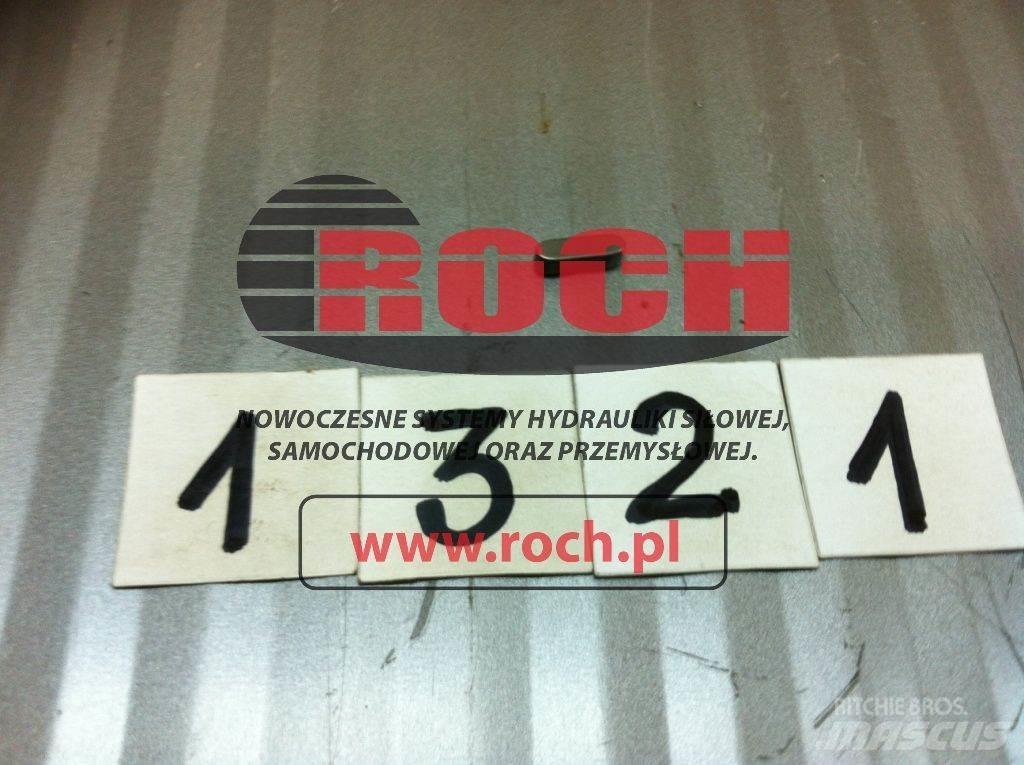 ROCH
NOWOCZESNE SYSTEMY HYDRAULIKI SIŁOWEJ,
SAMOCHODOWEJ ORAZ PRZEMYSŁOWEJ.
1 3 2 1
www.roch.pl
RITCHIE BROS.
MASCUS